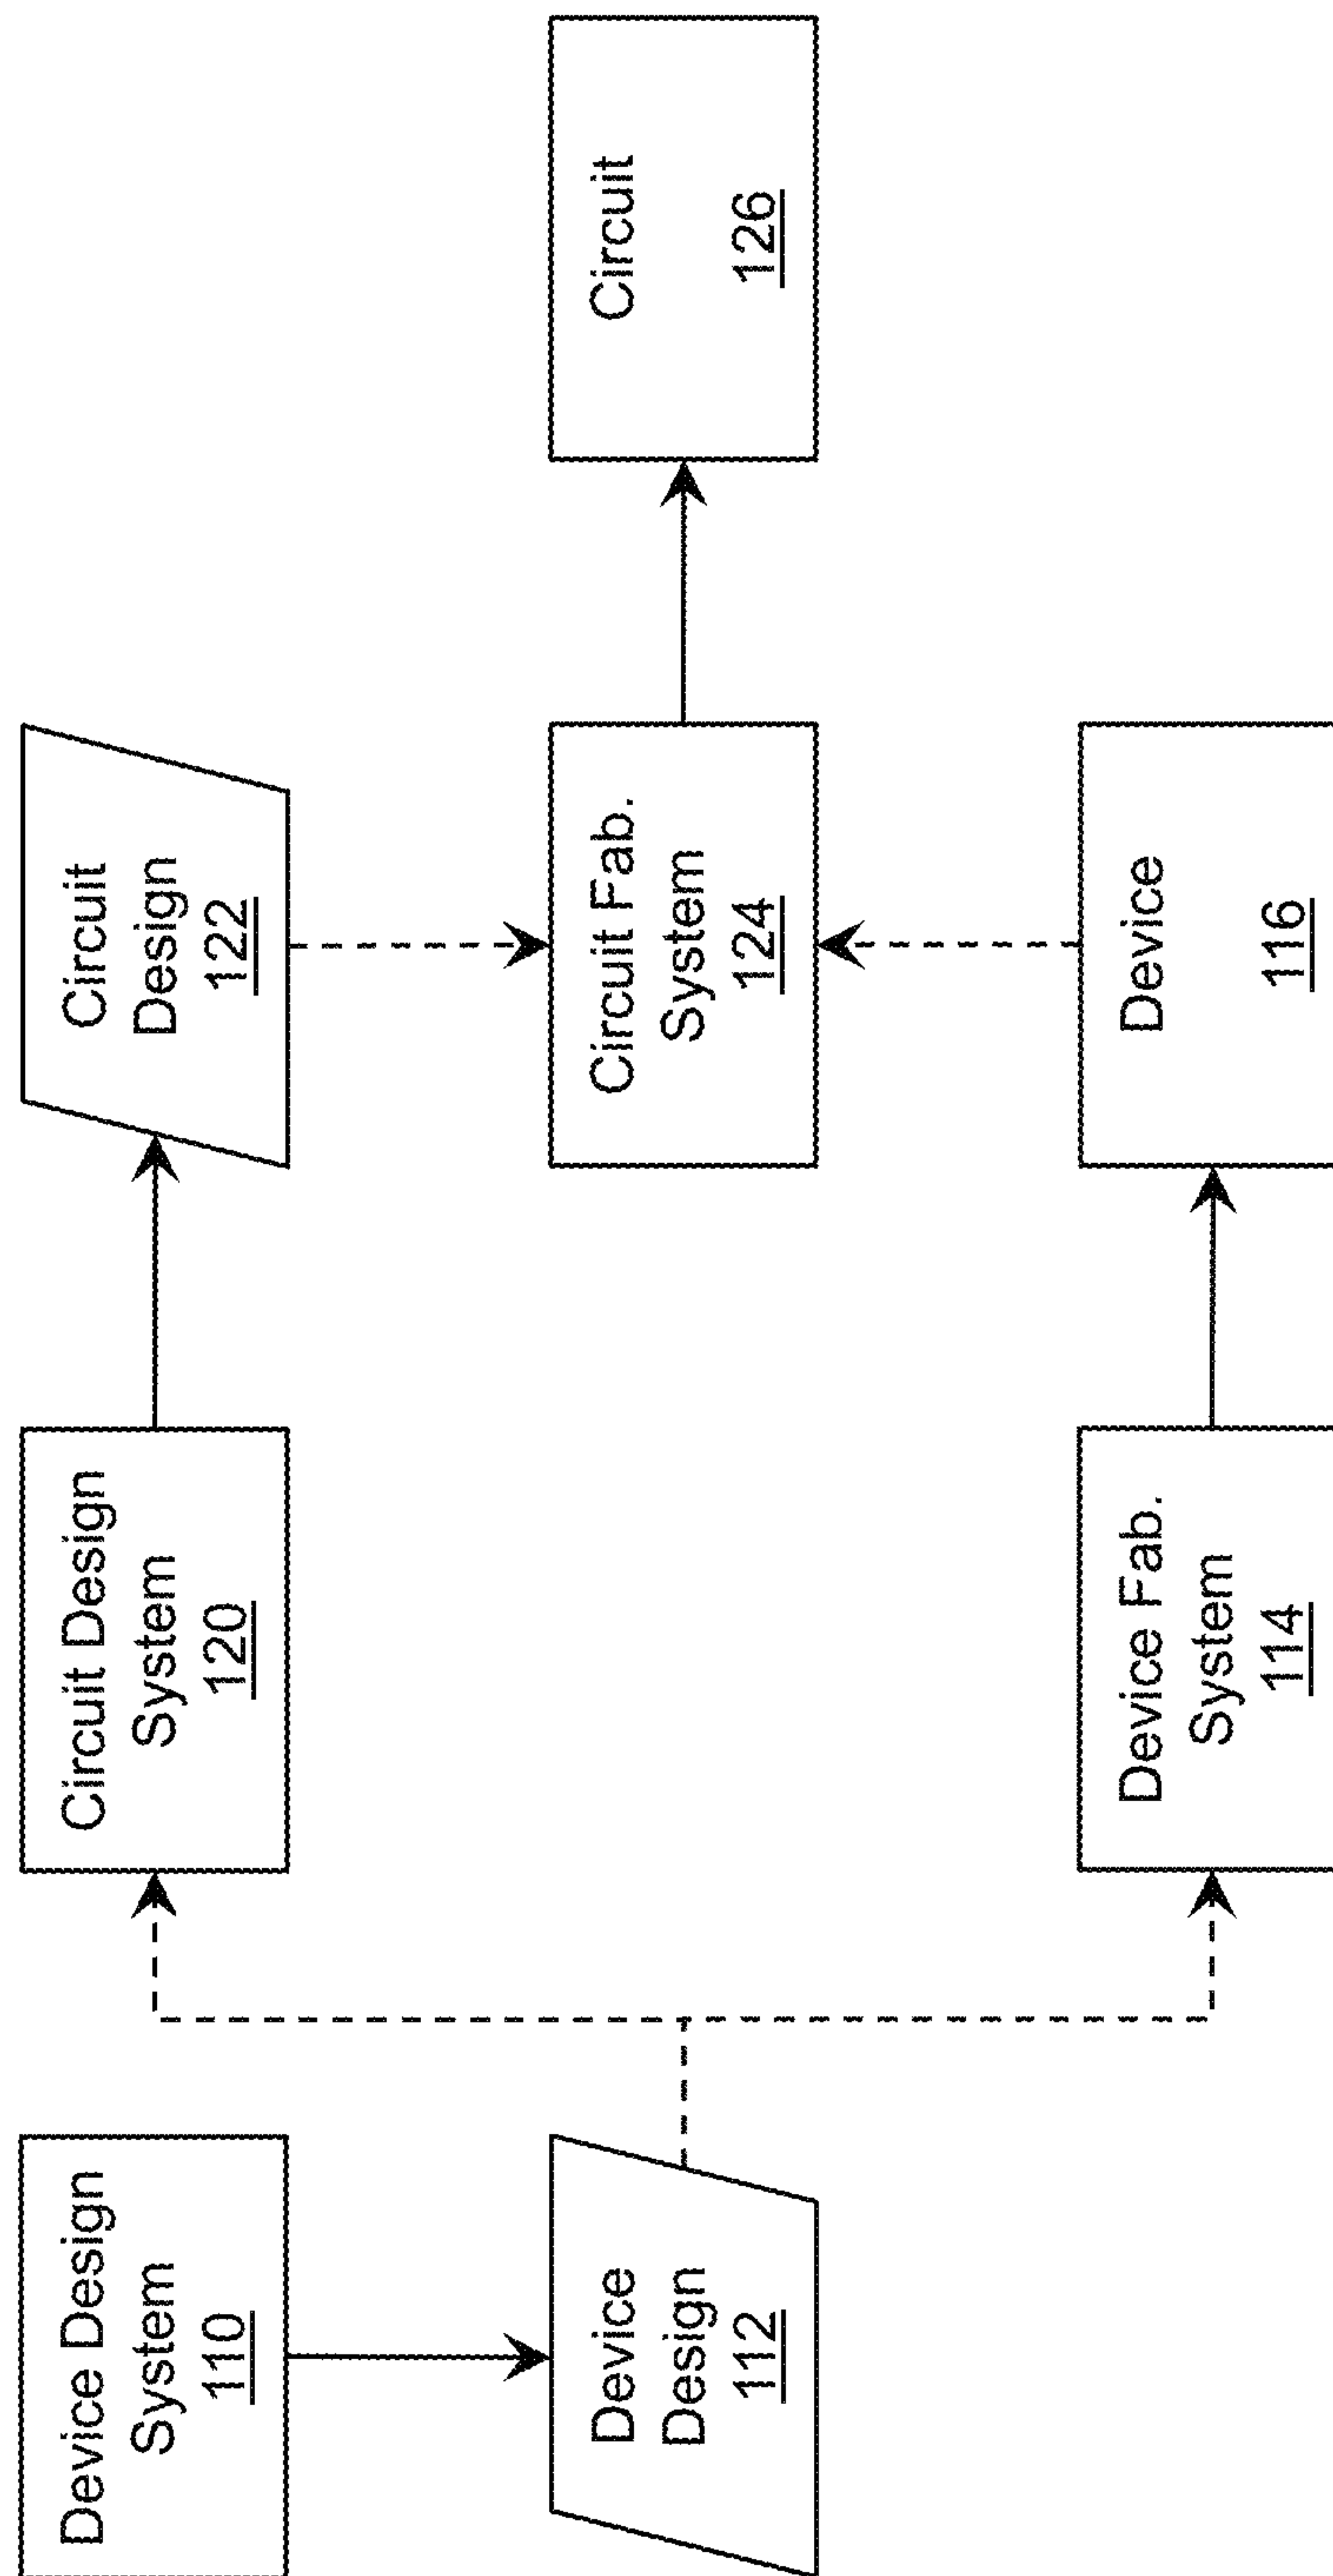 Device Design
System
110
Device
Design
112
Circuit Design
System
120
Device Fab.
System
114
Circuit
Design
122
Circuit Fab.
System
124
Device
116
Circuit
126